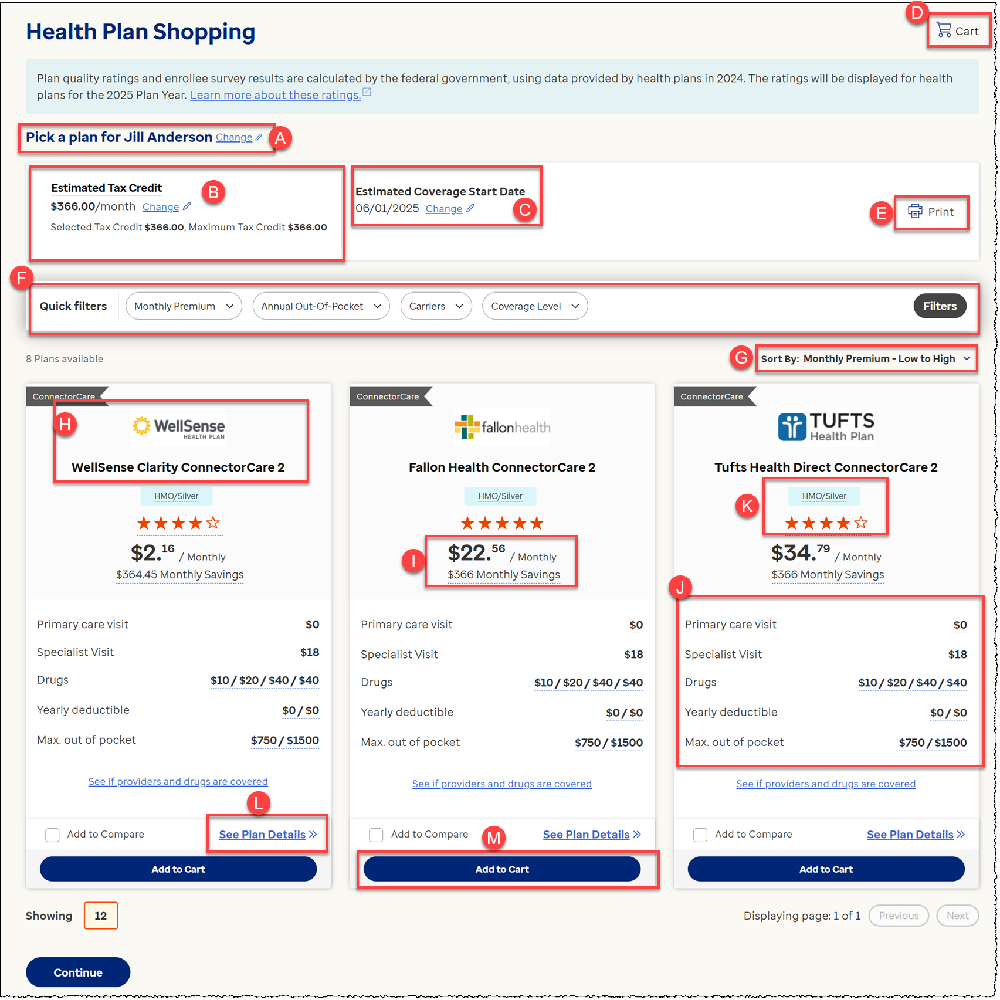 Health Plan Shopping
D
Cart
Plan quality ratings and enrollee survey results are calculated by the federal government, using data provided by health plans in 2024. The ratings will be displayed for health
plans for the 2025 Plan Year. Learn more about these ratings.
Pick a plan for Jill Anderson Change A
Estimated Tax Credit B
$366.00/month Change
Selected Tax Credit $366.00, Maximum Tax Credit $366.00
Estimated Coverage Start Date
06/01/2025 Change C
E Print
F
Quick filters Monthly Premium Annual Out-Of-Pocket Carriers Coverage Level Filters
8 Plans available
G Sort By: Monthly Premium - Low to High
ConnectorCare
H
WellSense
HEALTH PLAN
WellSense Clarity ConnectorCare 2
HMO/Silver
$2.16 / Monthly
$364.45 Monthly Savings
Primary care visit $0
Specialist Visit $18
Drugs $10 / $20 / $40 / $40
Yearly deductible $0 / $0
Max. out of pocket $750 / $1500
See if providers and drugs are covered
L
Add to Compare See Plan Details »
Add to Cart
ConnectorCare
fallonhealth
Fallon Health ConnectorCare 2
HMO/Silver
I
$22.56 / Monthly
$366 Monthly Savings
Primary care visit $0
Specialist Visit $18
Drugs $10 / $20 / $40 / $40
Yearly deductible $0 / $0
Max. out of pocket $750 / $1500
See if providers and drugs are covered
Add to Compare M See Plan Details »
Add to Cart
ConnectorCare
TUFTS
Health Plan
Tufts Health Direct ConnectorCare 2
HMO/Silver
K
$34.79 / Monthly
$366 Monthly Savings
J
Primary care visit $0
Specialist Visit $18
Drugs $10 / $20 / $40 / $40
Yearly deductible $0 / $0
Max. out of pocket $750 / $1500
See if providers and drugs are covered
Add to Compare See Plan Details »
Add to Cart
Showing 12
Displaying page: 1 of 1 Previous Next
Continue